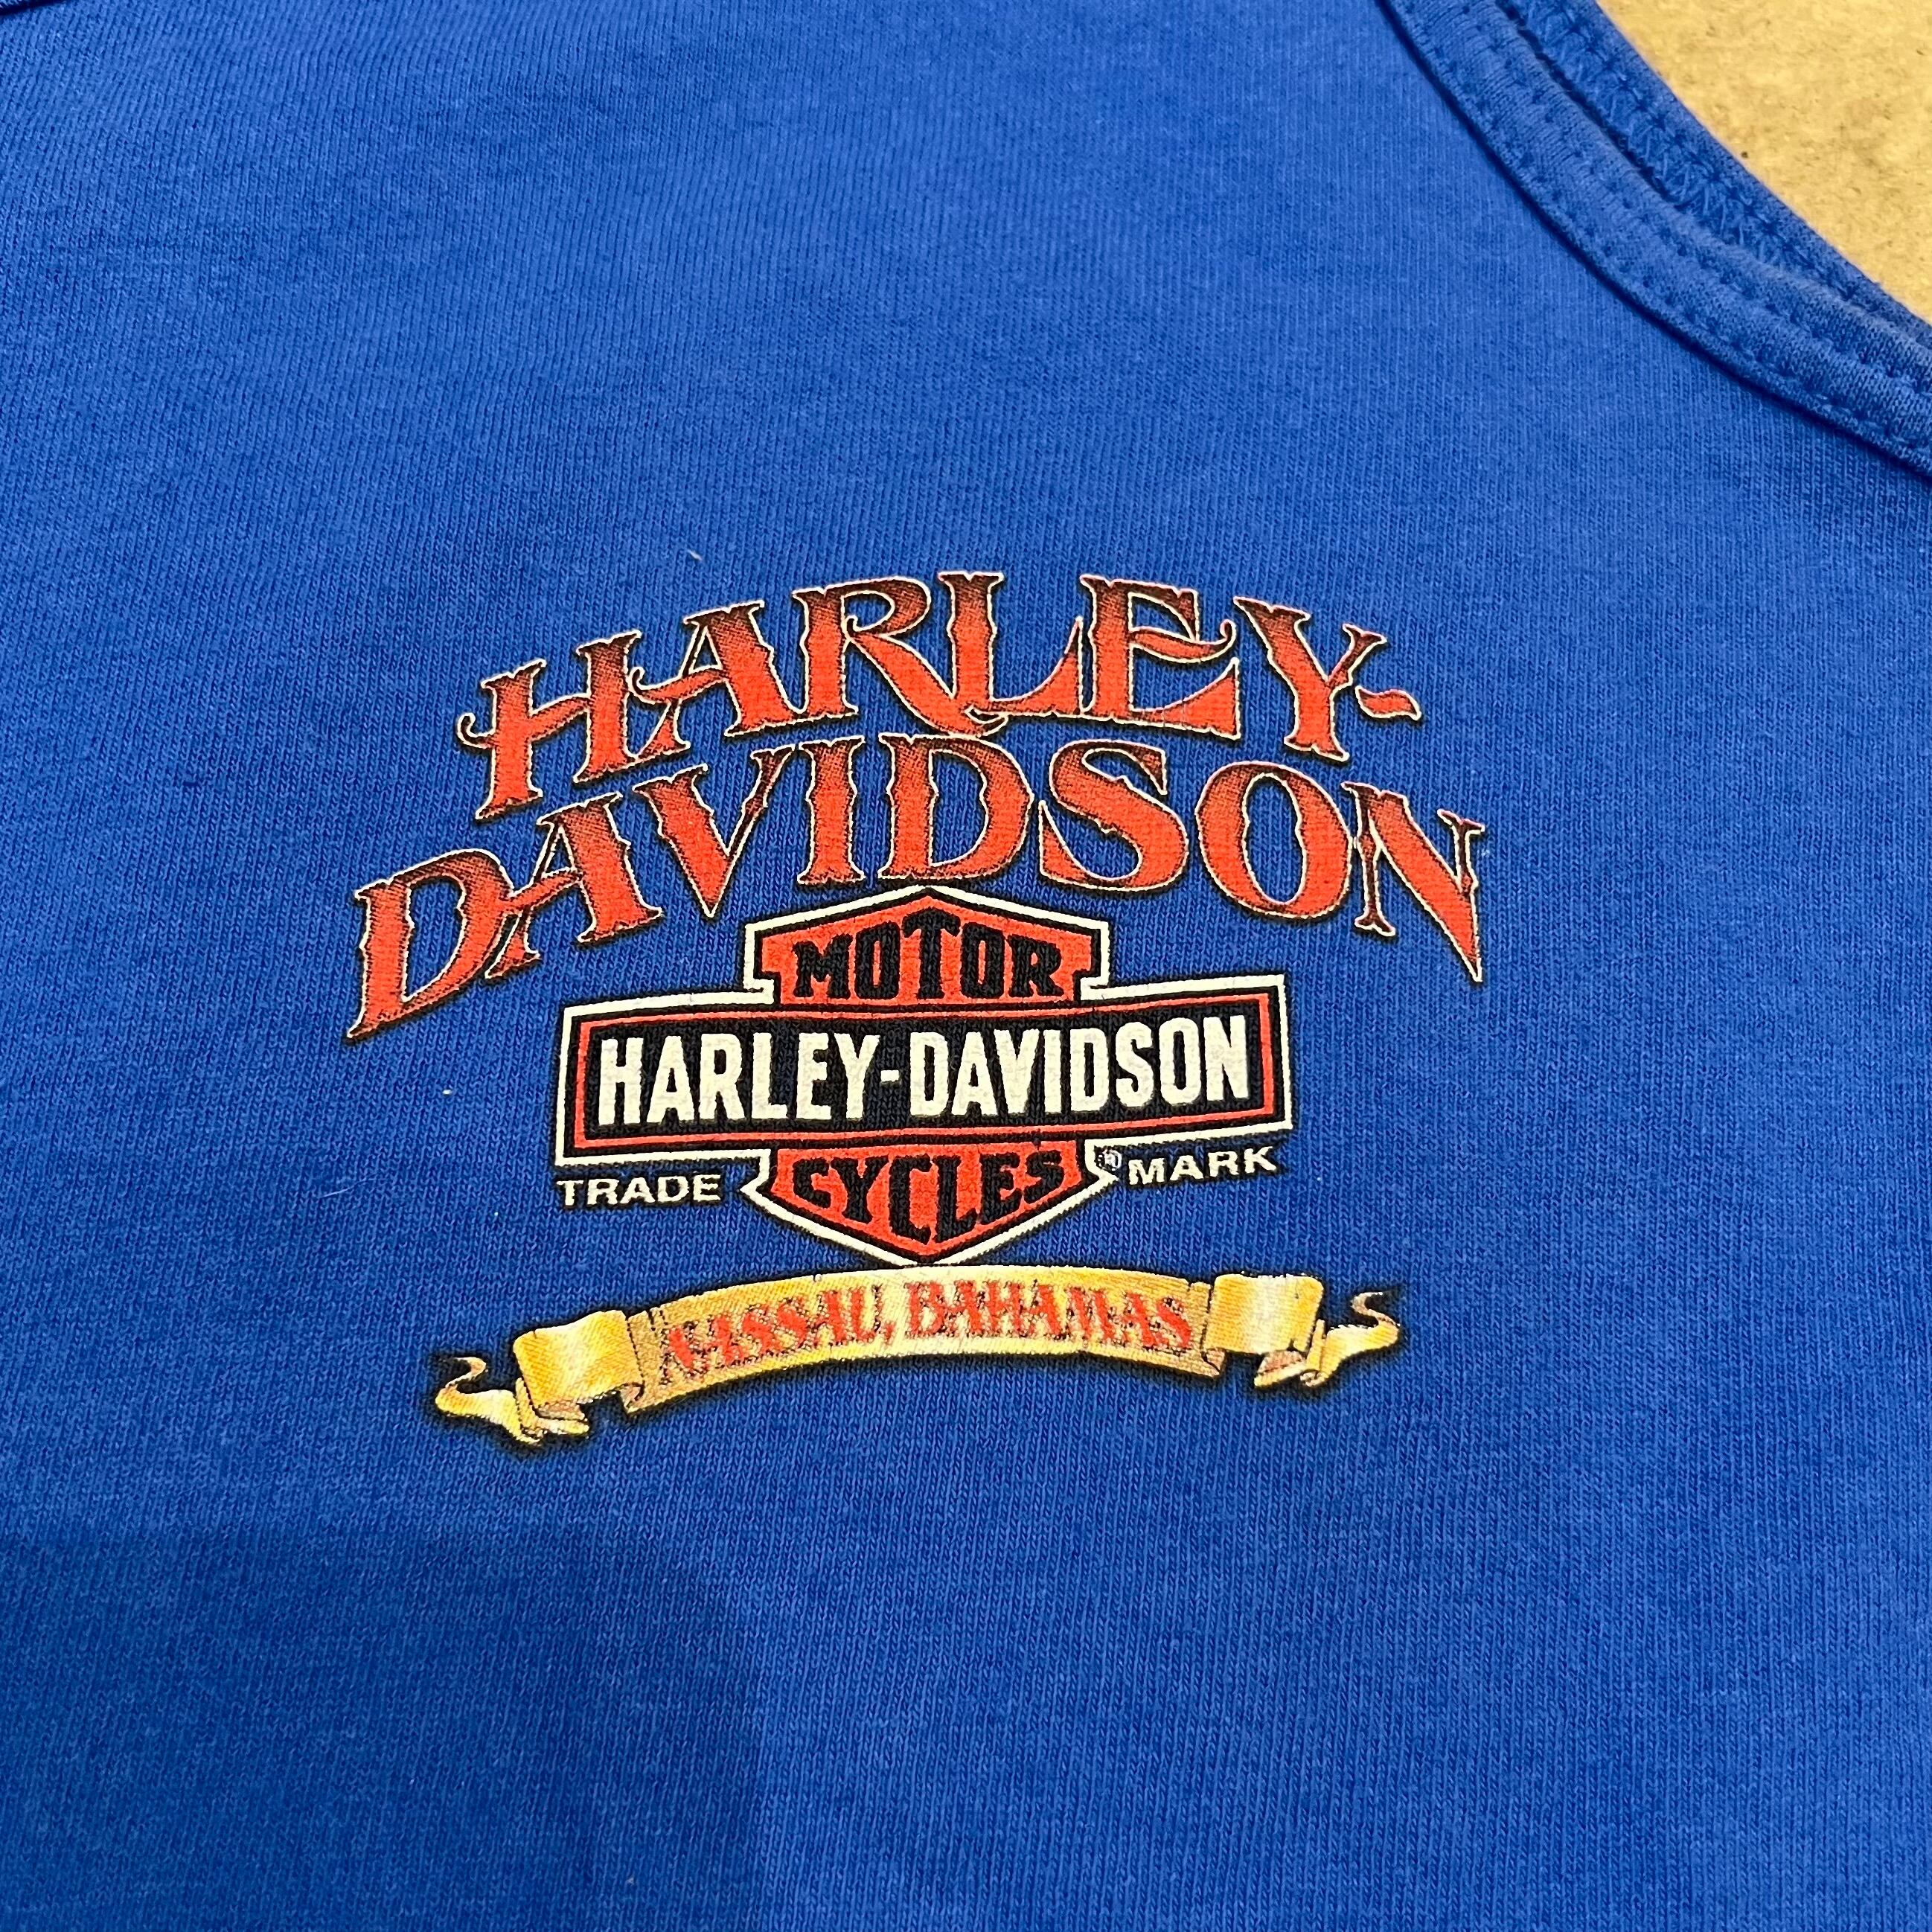 HARLEY-
DAVIDSON
MOTOR
HARLEY-DAVIDSON
CYCLES
TRADE ® MARK
NASSAU, BAHAMAS